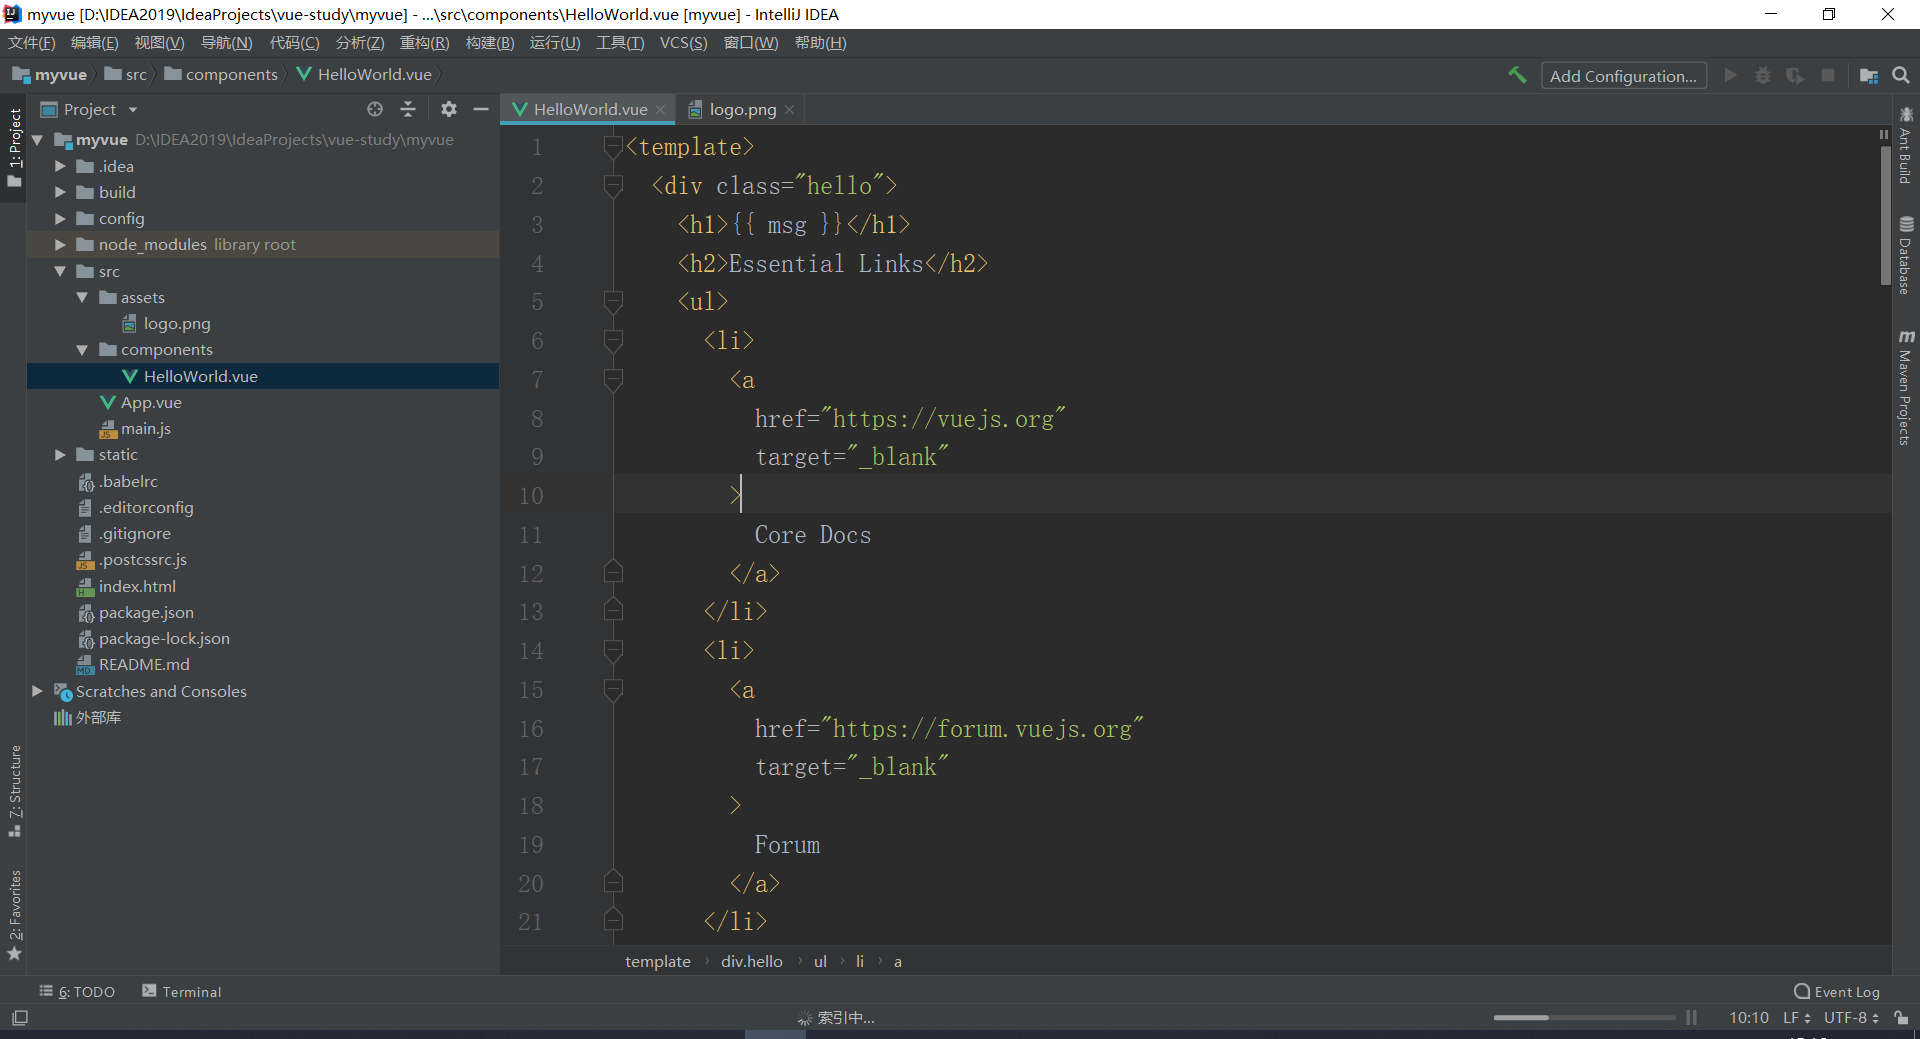 myvue [D:\IDEA2019\IdeaProjects\vue-study\myvue] - ...\src\components\HelloWorld.vue [myvue] - IntelliJ IDEA
文件(F) 编辑(E) 视图(V) 导航(N) 代码(C) 分析(Z) 重构(R) 构建(B) 运行(U) 工具(T) VCS(S) 窗口(W) 帮助(H)
myvue src components HelloWorld.vue Add Configuration...
Project
HelloWorld.vue logo.png
1: Project
7: Structure
2: Favorites
myvue D:\IDEA2019\IdeaProjects\vue-study\myvue
.idea
build
config
node_modules library root
src
assets
logo.png
components
HelloWorld.vue
App.vue
main.js
static
.babelrc
.editorconfig
.gitignore
.postcssrc.js
index.html
package.json
package-lock.json
README.md
Scratches and Consoles
外部库
1 <template>
2 <div class="hello">
3 <h1>{{ msg }}</h1>
4 <h2>Essential Links</h2>
5 <ul>
6 <li>
7 <a
8 href="https://vuejs.org"
9 target="_blank"
10 >
11 Core Docs
12 </a>
13 </li>
14 <li>
15 <a
16 href="https://forum.vuejs.org"
17 target="_blank"
18 >
19 Forum
20 </a>
21 </li>
template div.hello ul li a
Ant Build
Database
Maven Projects
6: TODO Terminal Event Log
索引中... 10:10 LF UTF-8